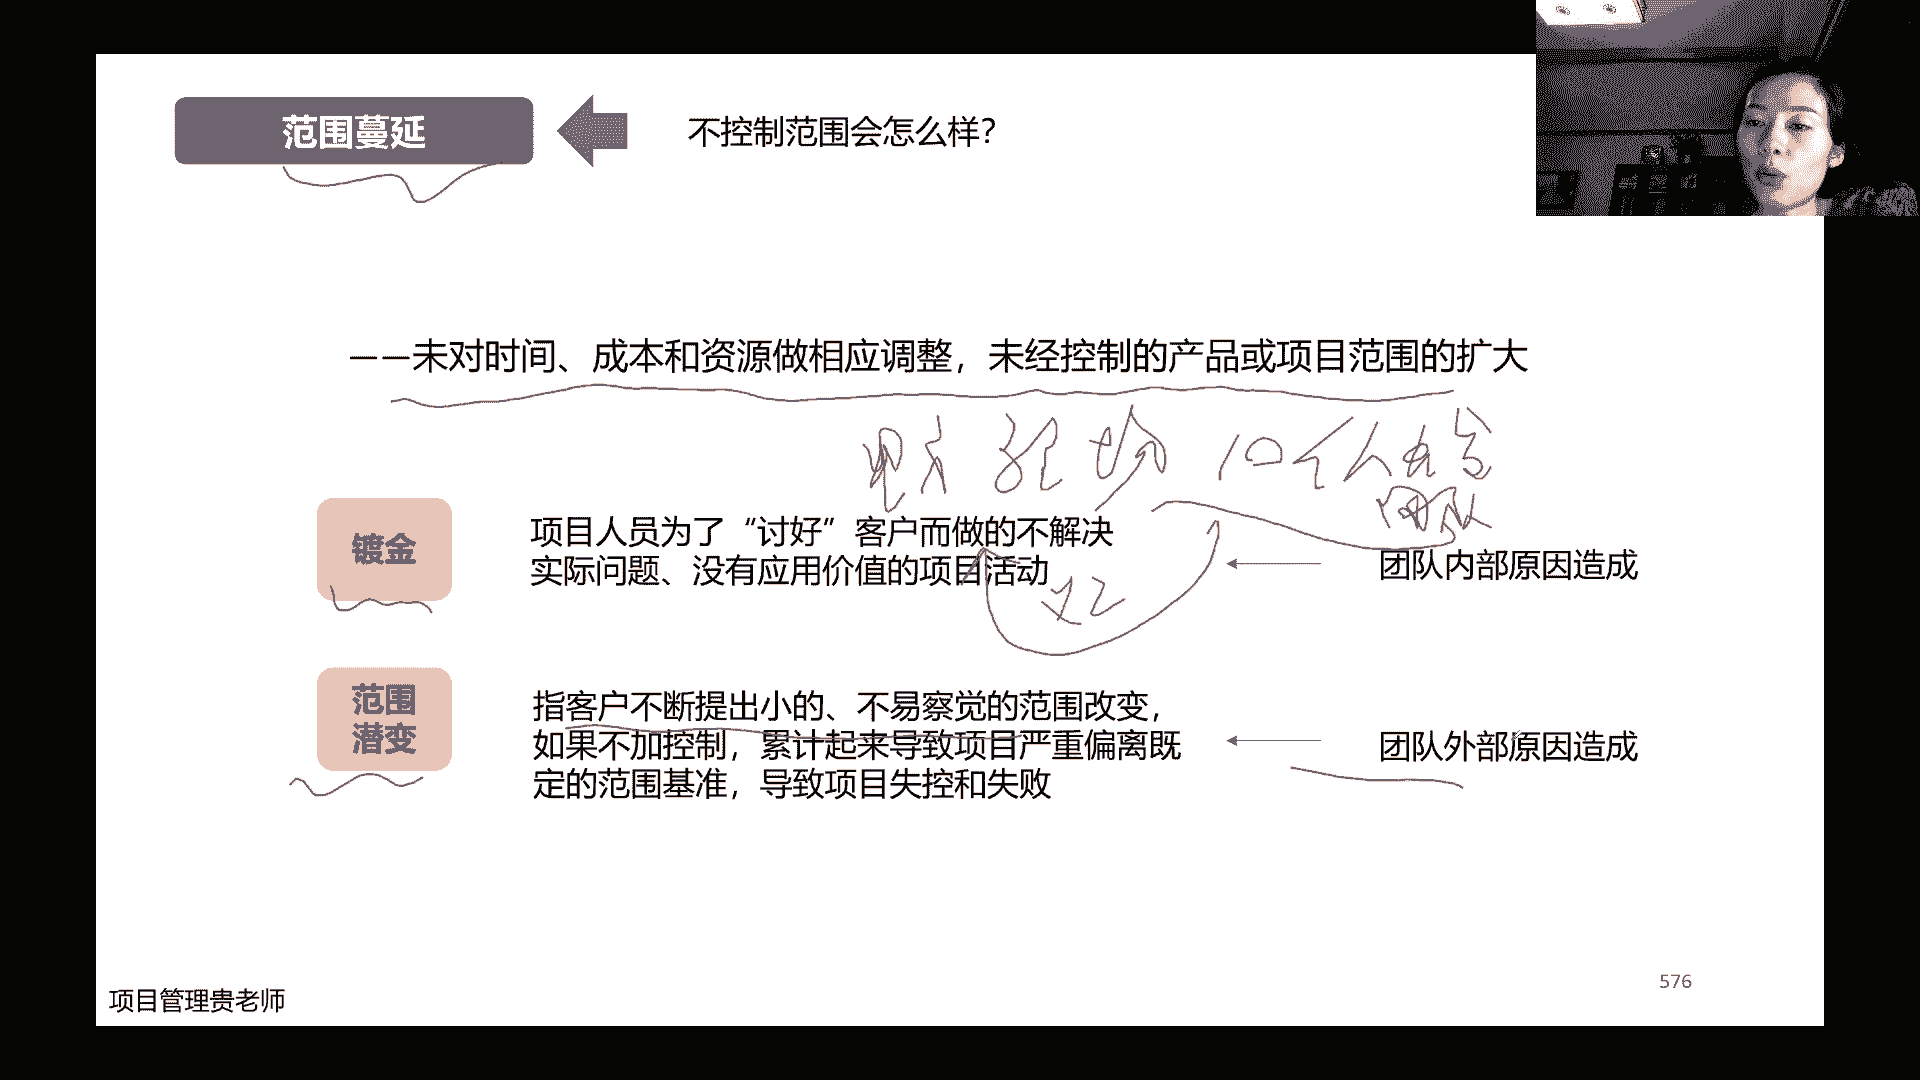 范围蔓延
不控制范围会怎么样？
——未对时间、成本和资源做相应调整，未经控制的产品或项目范围的扩大
10个人
团队
镀金
项目人员为了“讨好”客户而做的不解决
实际问题、没有应用价值的项目活动
团队内部原因造成
12
范围
潜变
指客户不断提出小的、不易察觉的范围改变，
如果不加控制，累计起来导致项目严重偏离既
定的范围基准，导致项目失控和失败
团队外部原因造成
576
项目管理贵老师